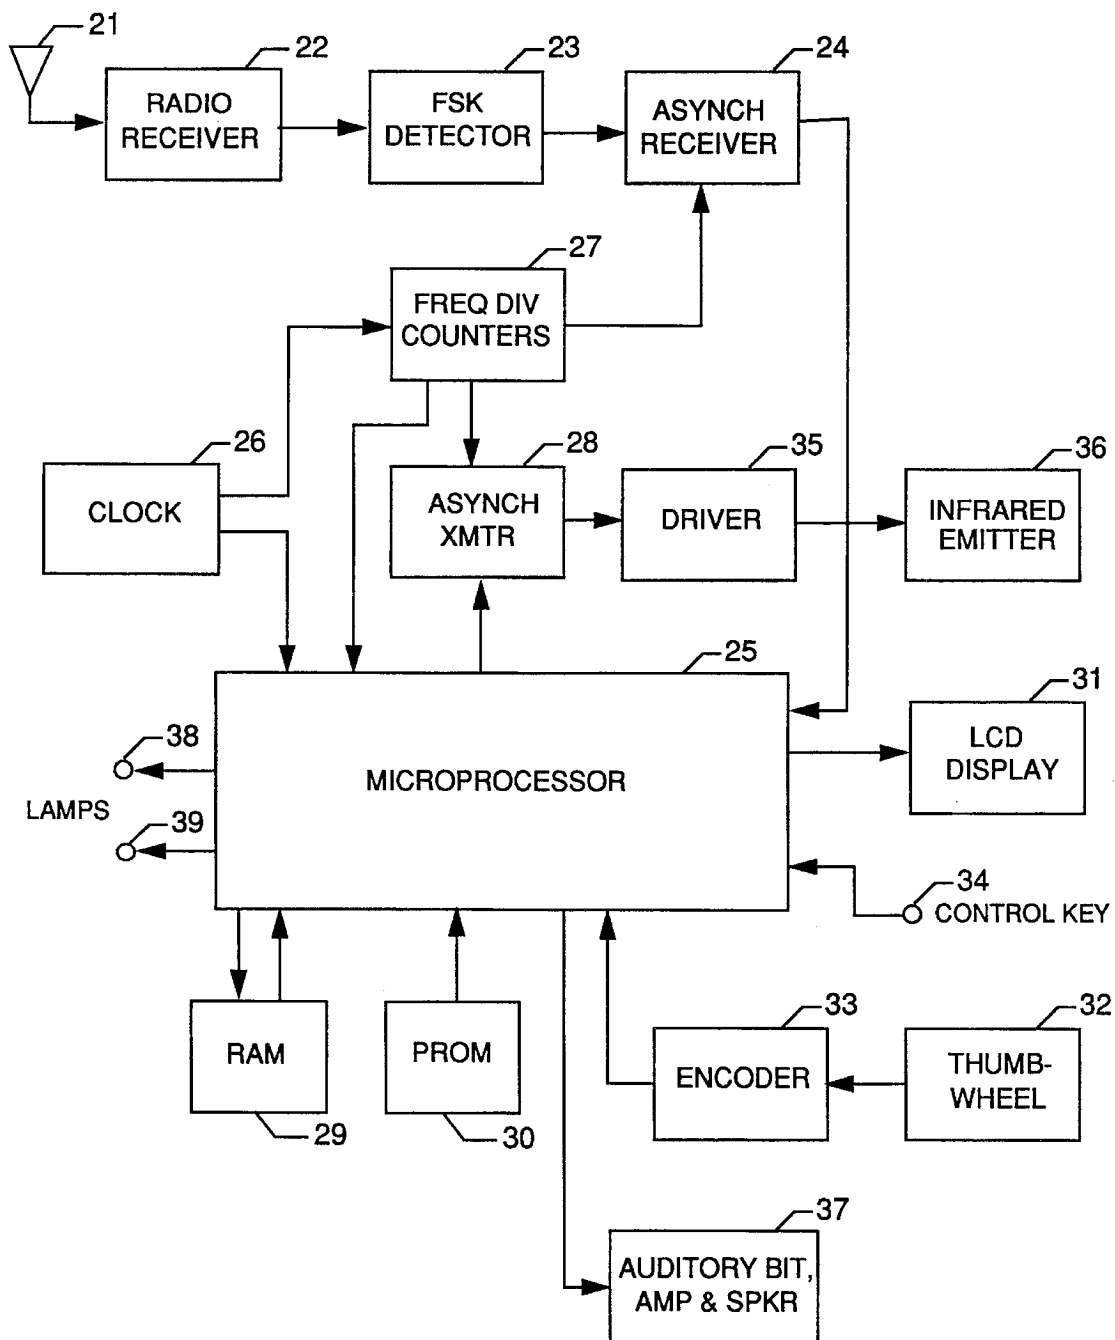 21
22
23
24
RADIO
RECEIVER
FSK
DETECTOR
ASYNCH
RECEIVER
27
FREQ DIV
COUNTERS
26
28
35
36
CLOCK
ASYNCH
XMTR
DRIVER
INFRARED
EMITTER
25
31
38
MICROPROCESSOR
LCD
DISPLAY
LAMPS
39
34
CONTROL KEY
33
32
RAM
PROM
ENCODER
THUMB-
WHEEL
29
30
37
AUDITORY BIT,
AMP & SPKR